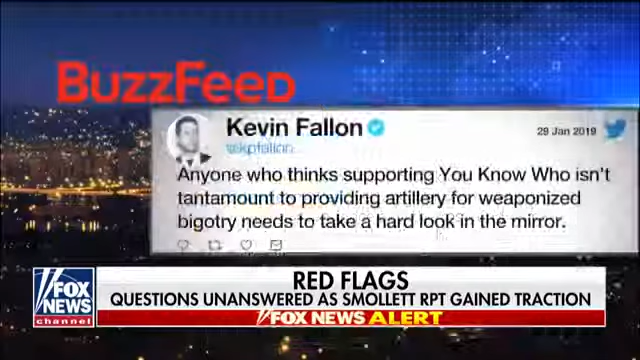 BuzzFeed
Kevin Fallon
@kpfallon
29 Jan 2019
Anyone who thinks supporting You Know Who isn't
tantamount to providing artillery for weaponized
bigotry needs to take a hard look in the mirror.
FOX
NEWS
channel
RED FLAGS
QUESTIONS UNANSWERED AS SMOLLETT RPT GAINED TRACTION
FOX NEWS ALERT